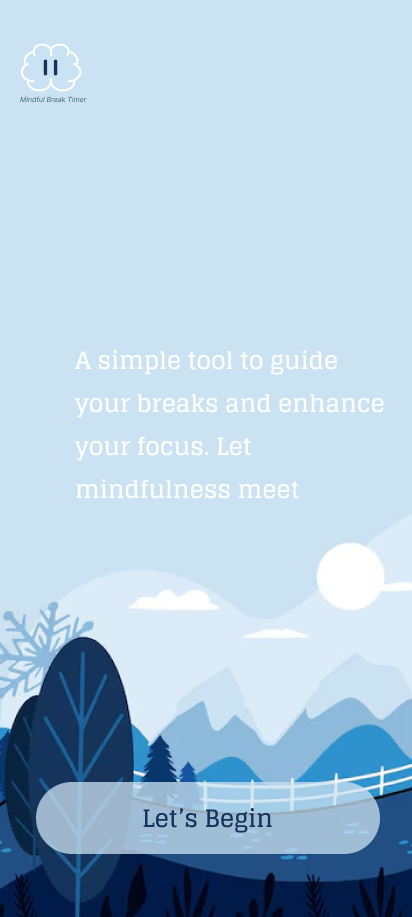 Mindful Break Timer
A simple tool to guide
your breaks and enhance
your focus. Let
mindfulness meet
Let’s Begin